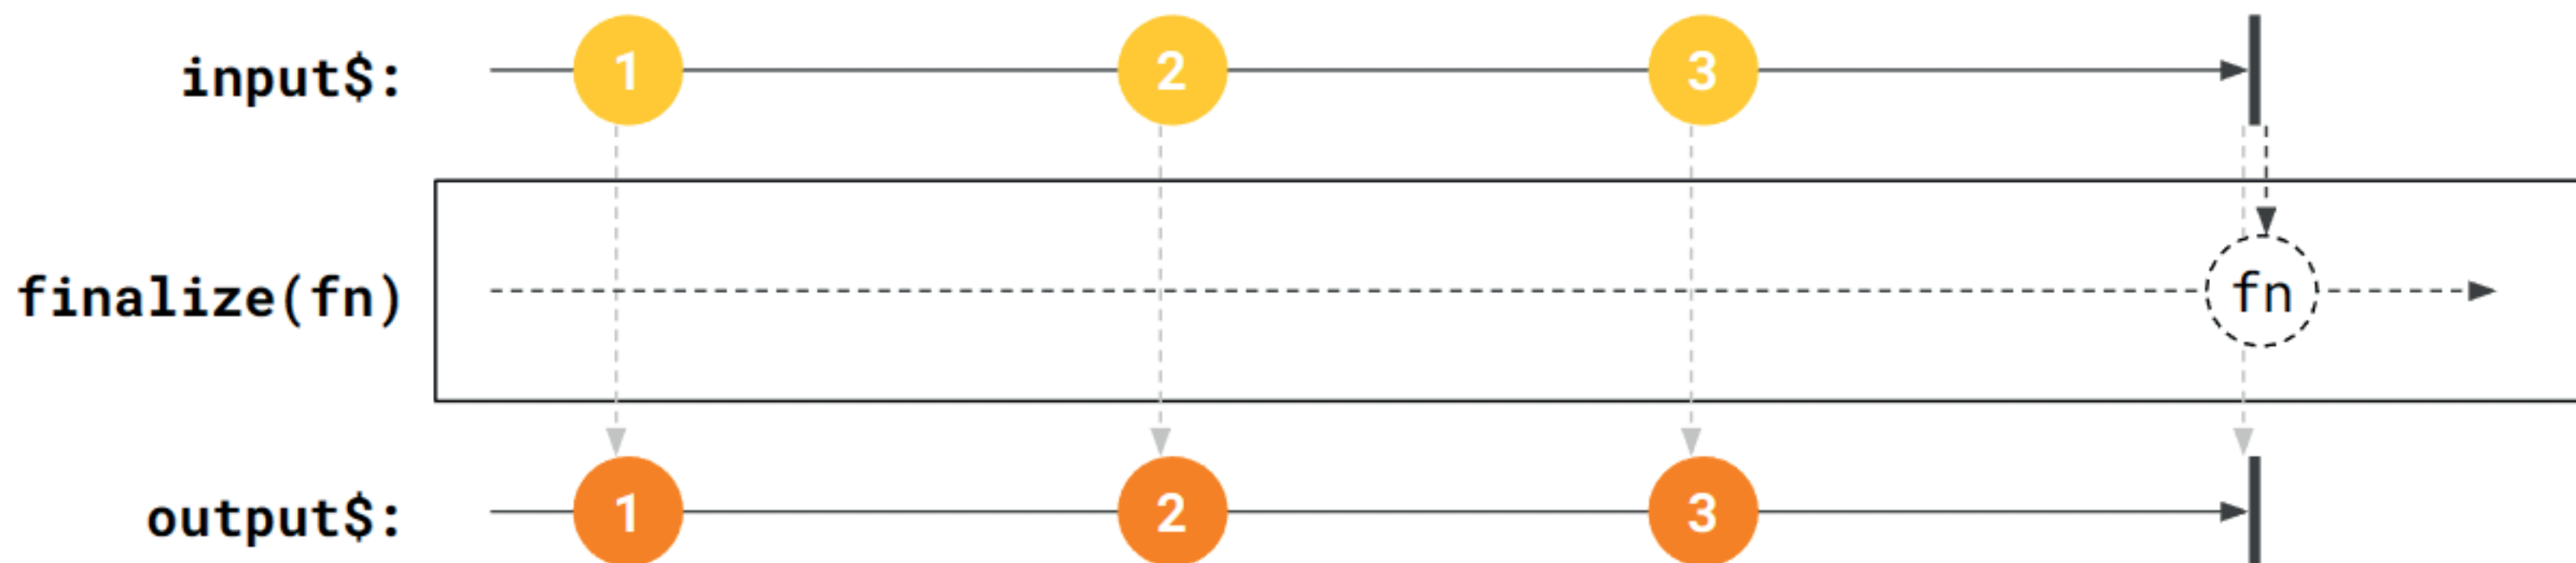 input$: 1 2 3
finalize(fn) fn
output$: 1 2 3